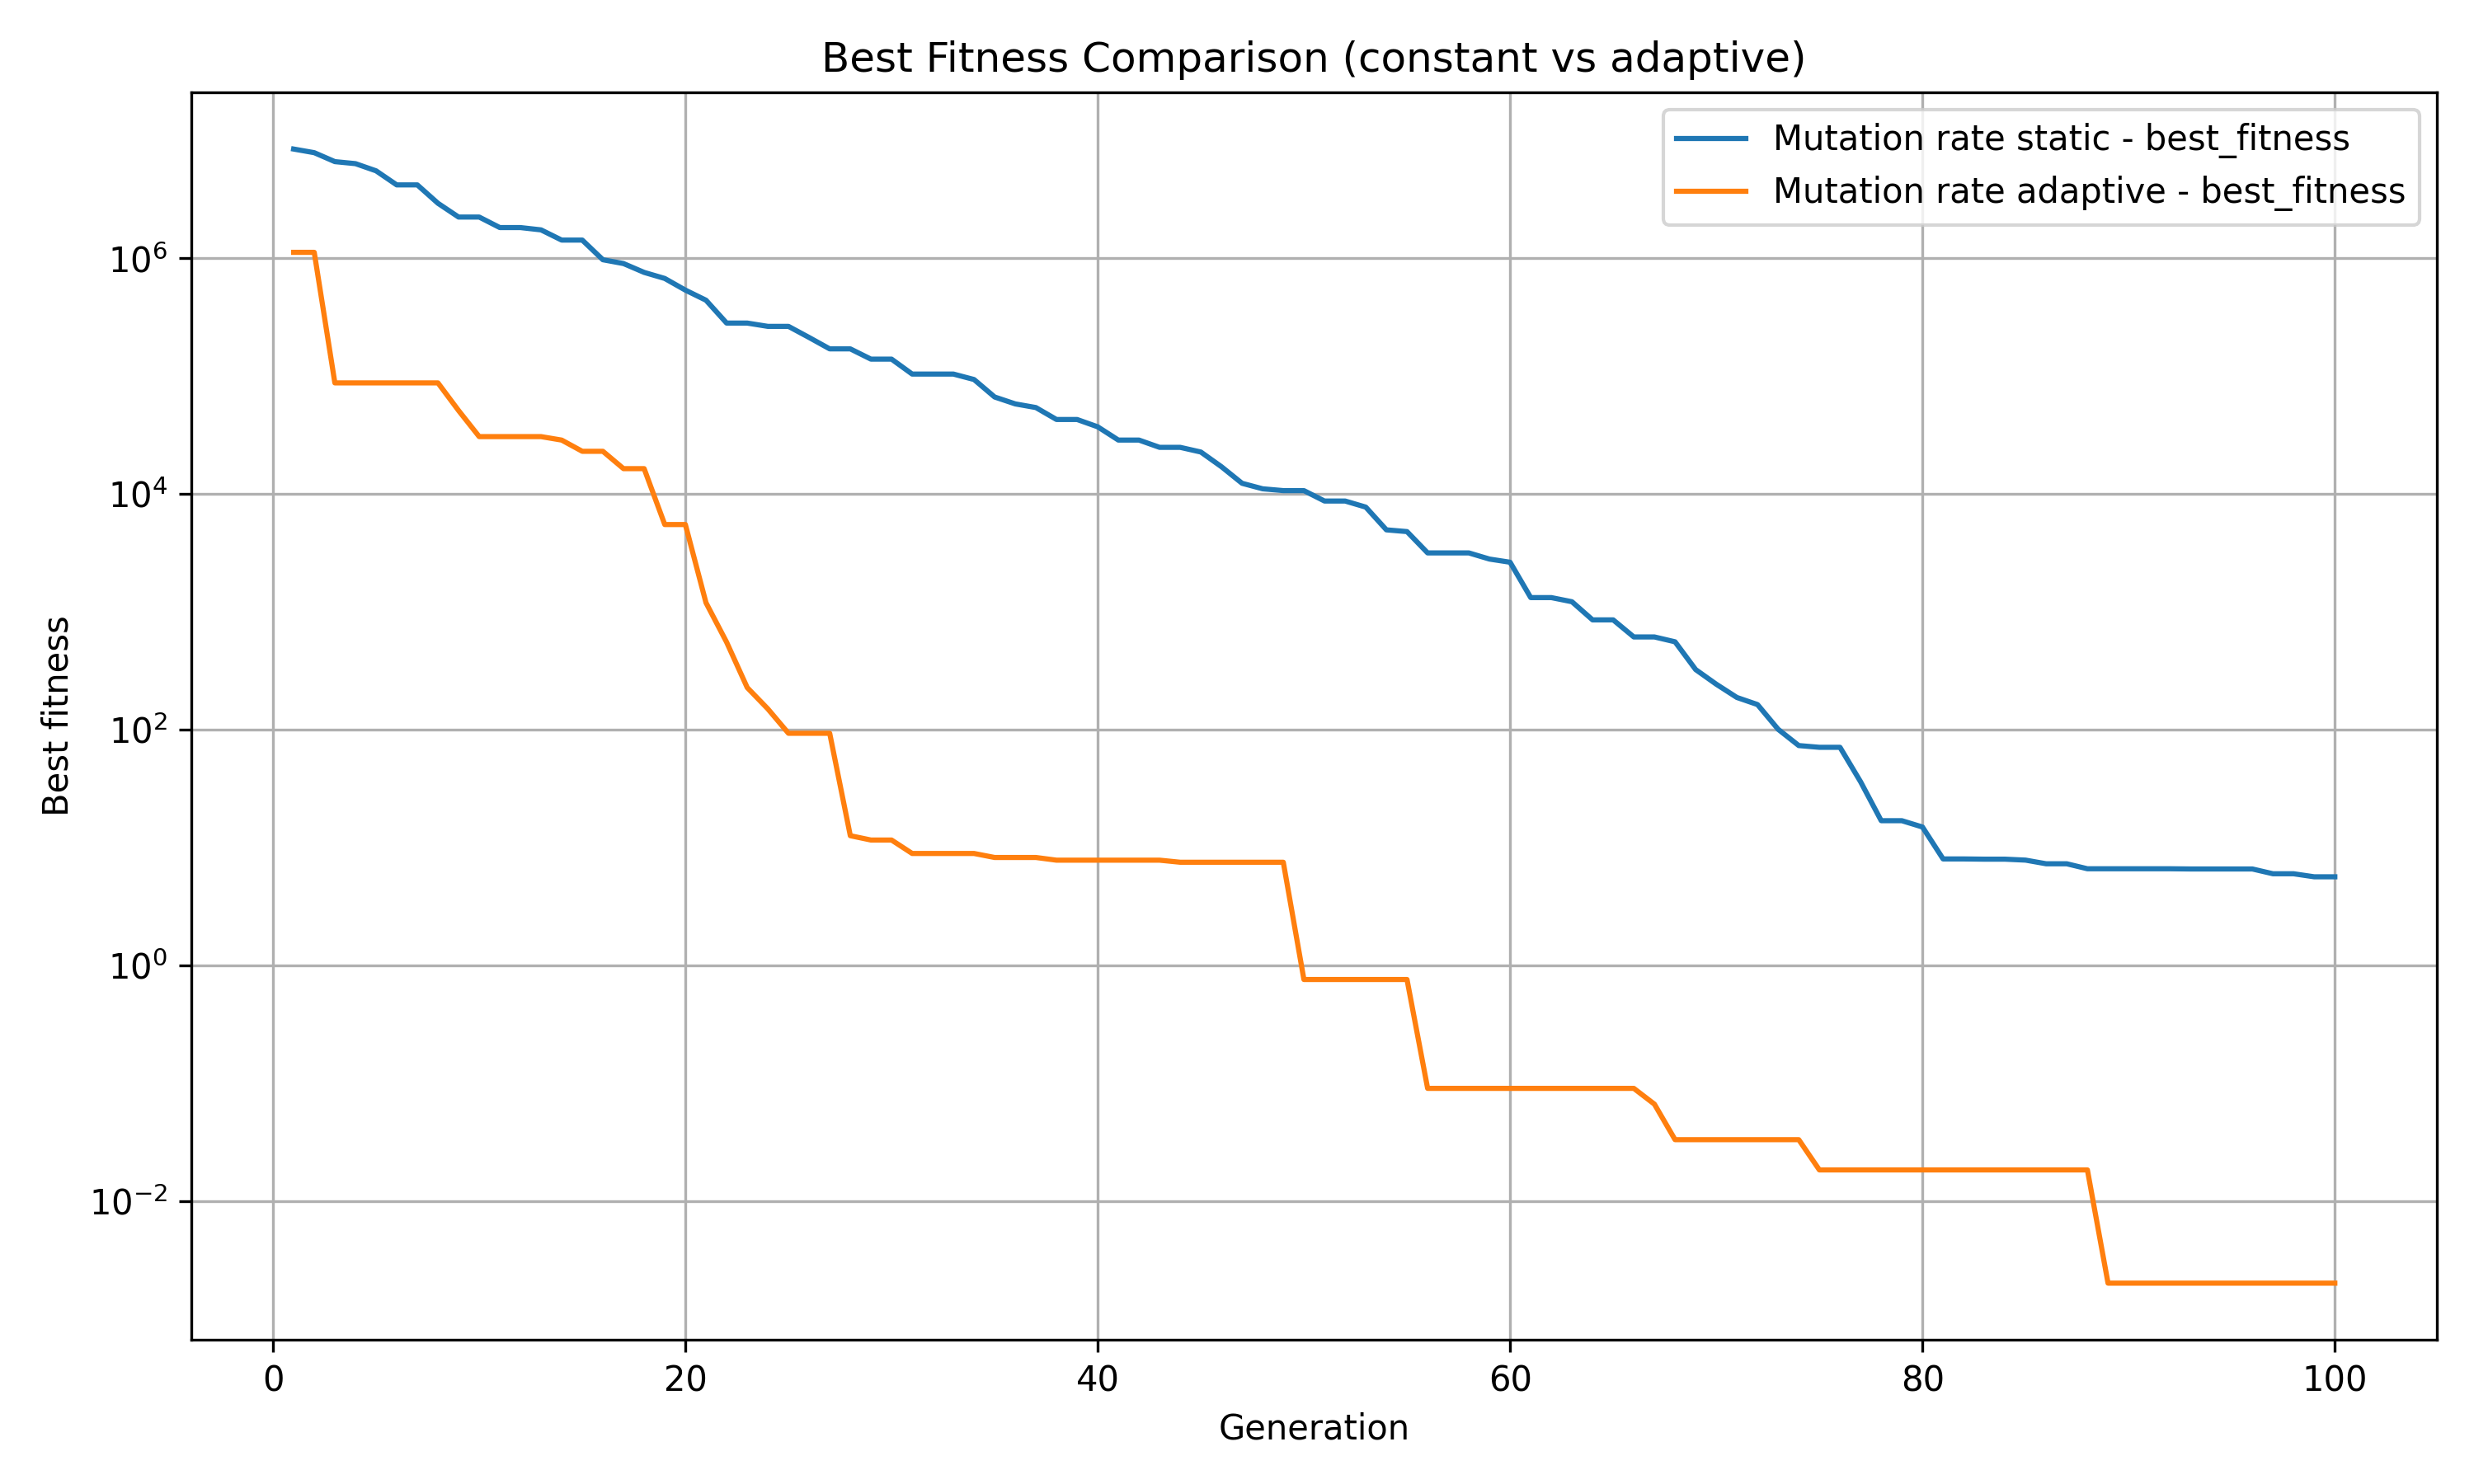 Best Fitness Comparison (constant vs adaptive)
Mutation rate static - best_fitness
Mutation rate adaptive - best_fitness
Best fitness
10⁶
10⁴
10²
10⁰
10⁻²
0 20 40 60 80 100
Generation